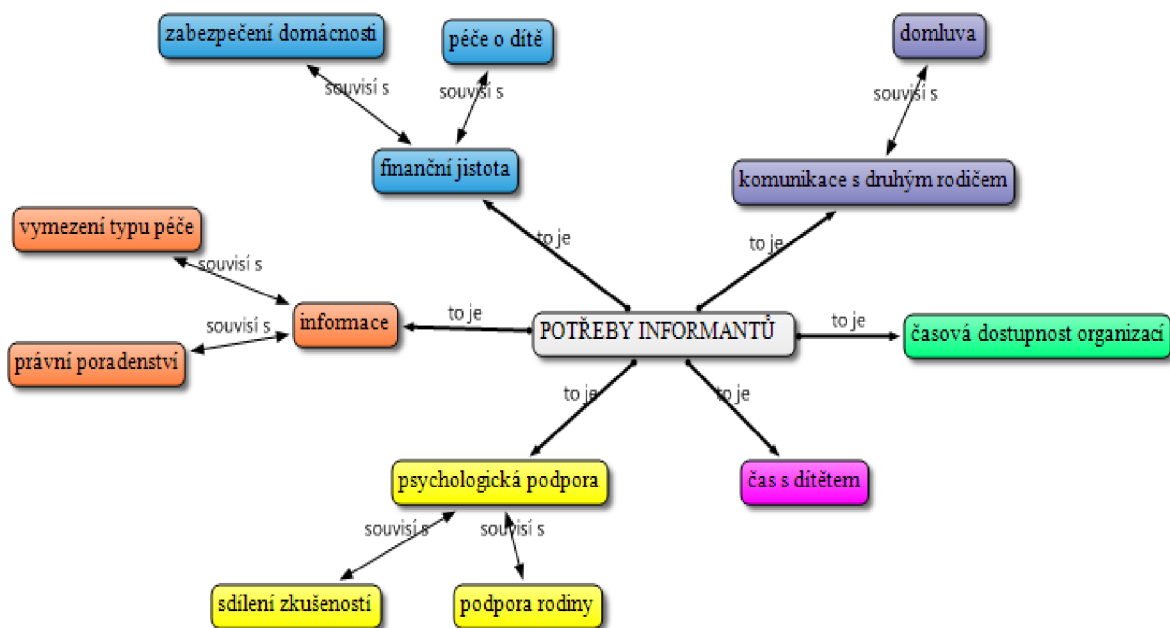 zabezpečení domácnosti
péče o dítě
domluva
souvisí s
souvisí s
souvisí s
finanční jistota
komunikace s druhým rodičem
vymezení typu péče
souvisí s
to je
to je
informace
to je
POTŘEBY INFORMANTŮ
to je
časová dostupnost organizací
souvisí s
právní poradenství
to je
to je
psychologická podpora
čas s dítětem
souvisí s
souvisí s
sdílení zkušeností
podpora rodiny